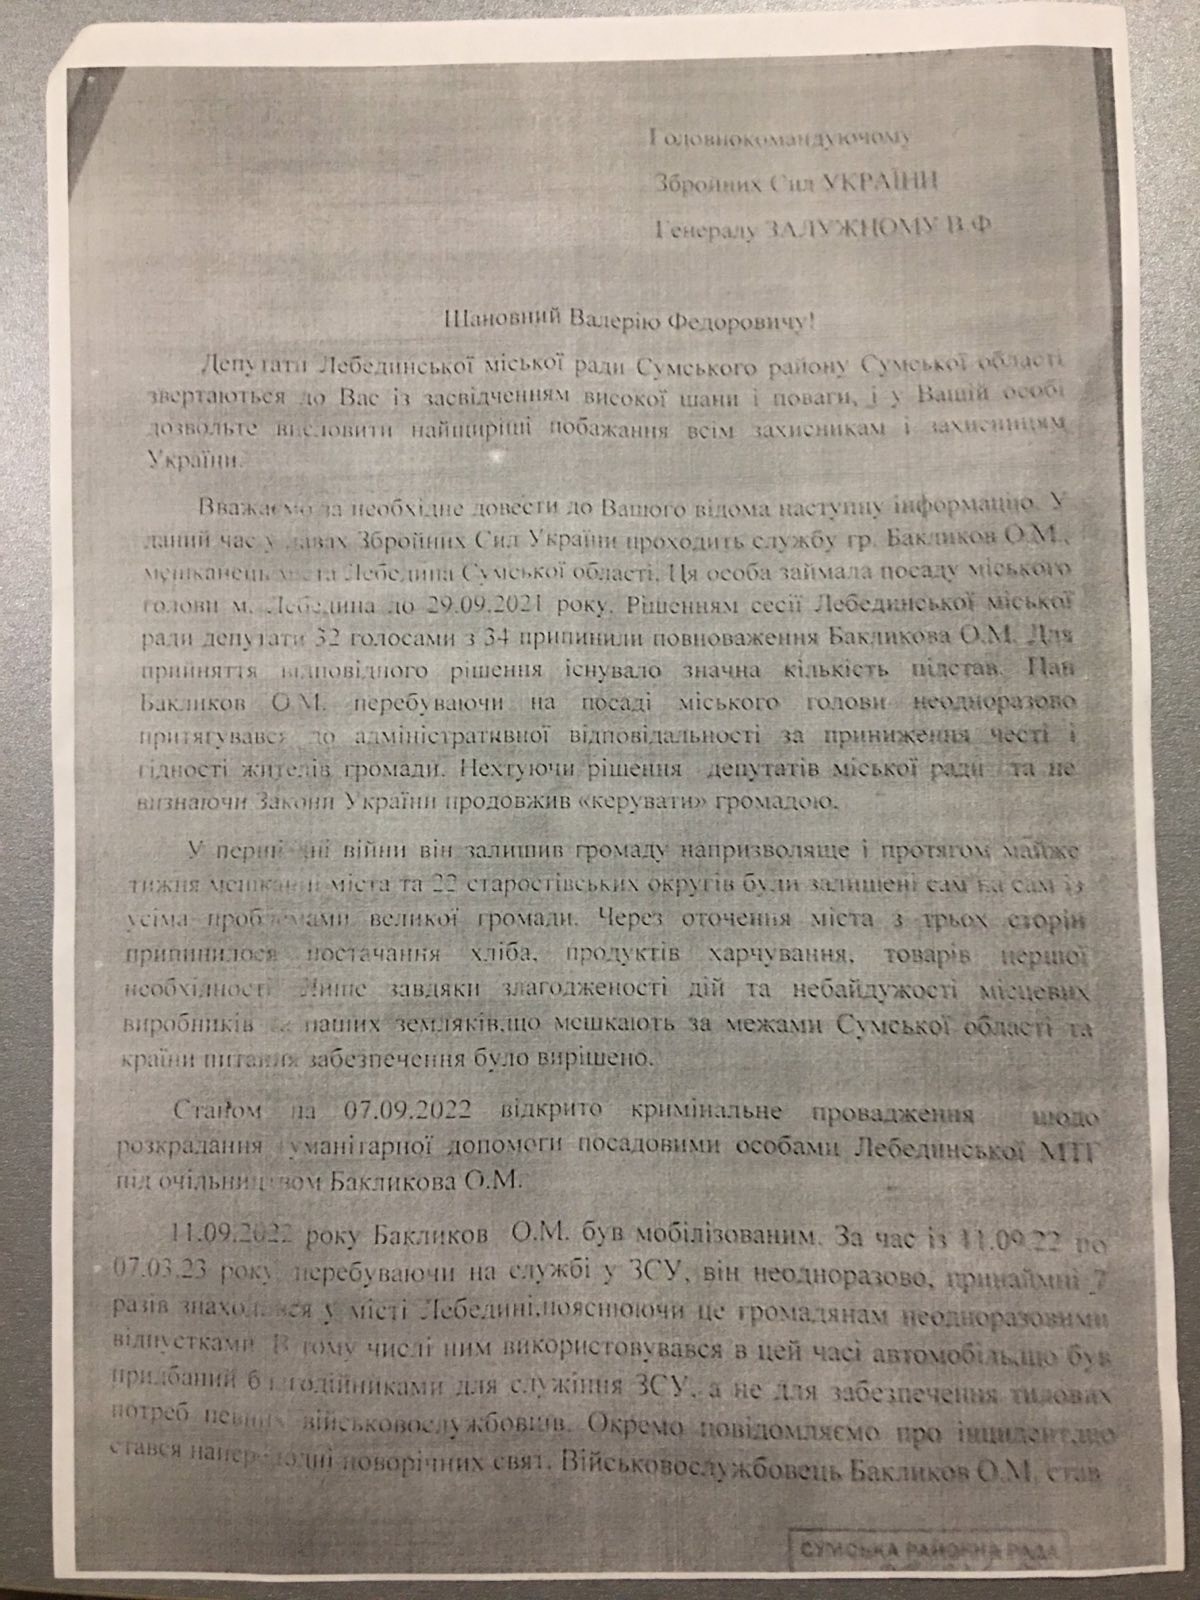 Головнокомандуючому
Збройних Сил УКРАЇНИ
Генералу ЗАЛУЖНОМУ В.Ф
Шановний Валерію Федоровичу!
Депутати Лебединської міської ради Сумського району Сумської області
звертаються до Вас із засвідченням високої шани і поваги, і у Вашій особі
дозвольте висловити найщиріші побажання всім захисникам і захисницям
України.
Вважаємо за необхідне довести до Вашого відома наступну інформацію. У
даний час у лавах Збройних Сил України проходить службу гр. Бакликов О.М.,
мешканець міста Лебедина Сумської області. Ця особа займала посаду міського
голови м. Лебедина до 29.09.2021 року. Рішенням сесії Лебединської міської
ради депутати 32 голосами з 34 припинили повноваження Бакликова О.М. Для
прийняття відповідного рішення існувало значна кількість підстав. Пан
Бакликов О.М. перебуваючи на посаді міського голови неодноразово
притягувався до адміністративної відповідальності за приниження честі і
гідності жителів громади. Нехтуючи рішення депутатів міської ради та не
визнаючи Закони України продовжив «керувати» громадою.
У перші дні війни він залишив громаду напризволяще і протягом майже
тижня мешканці міста та 22 старостівських округів були залишені сам на сам із
усіма проблемами великої громади. Через оточення міста з трьох сторін
припинилося постачання хліба, продуктів харчування, товарів першої
необхідності. Лише завдяки злагодженості дій та небайдужості місцевих
виробників та наших земляків,що мешкають за межами Сумської області та
країни питання забезпечення було вирішено.
Станом на 07.09.2022 відкрито кримінальне провадження щодо
розкрадання гуманітарної допомоги посадовими особами Лебединської МТГ
під очільництвом Бакликова О.М.
11.09.2022 року Бакликов О.М. був мобілізованим. За час із 11.09.22 по
07.03.23 року, перебуваючи на службі у ЗСУ, він неодноразово, принаймні 7
разів знаходився у місті Лебедині,пояснюючи це громадянам неодноразовими
відпустками. В тому числі ним використовувався в цей часі автомобіль,що був
придбаний благодійниками для служіння ЗСУ, а не для забезпечення тилових
потреб певних військовослужбовців. Окремо повідомляємо про інцидент,що
стався напередодні новорічних свят. Військовослужбовець Бакликов О.М. став
СУМСЬКА РАЙОННА РАДА